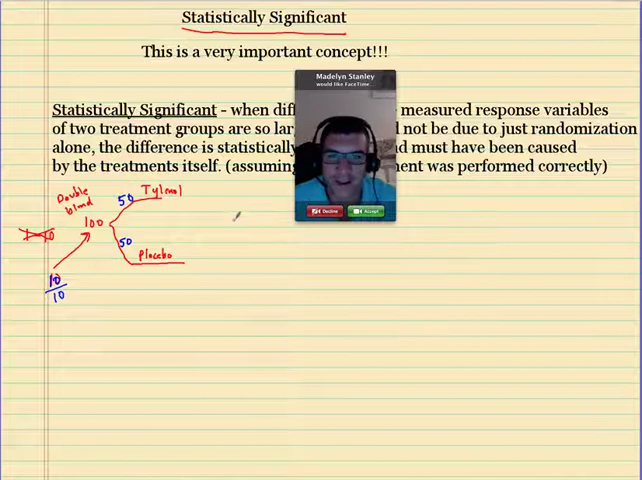 Statistically Significant
This is a very important concept!!!
Madelyn Stanley
would like FaceTime
Decline
Accept
Statistically Significant - when measured response variables
of two treatment groups are so not be due to just randomization
alone, the difference is statistically must have been caused
by the treatments itself. (assuming was performed correctly)
Double
blind
100
50 Tylenol
50
placebo
10
10